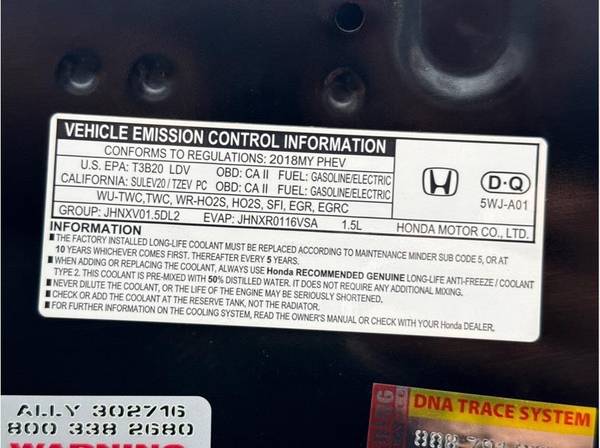 VEHICLE EMISSION CONTROL INFORMATION
CONFORMS TO REGULATIONS: 2018MY PHEV
U.S. EPA: T3B20 LDV OBD: CA II FUEL: GASOLINE/ELECTRIC
CALIFORNIA: SULEV20 / TZEV PC OBD: CA II FUEL: GASOLINE/ELECTRIC
WU-TWC,TWC, WR-HO2S, HO2S, SFI, EGR, EGRC
GROUP: JHNXV01.5DL2 EVAP: JHNXR0116VSA 1.5L
D-Q
5WJ-A01
HONDA MOTOR CO., LTD.
INFORMATION
■THE FACTORY INSTALLED LONG-LIFE COOLANT MUST BE REPLACED ACCORDING TO MAINTENANCE MINDER SUB CODE 5, OR AT
10 YEARS WHICHEVER COMES FIRST. THEREAFTER EVERY 5 YEARS.
■WHEN ADDING OR REPLACING THE COOLANT, ALWAYS USE Honda RECOMMENDED GENUINE LONG-LIFE ANTI-FREEZE / COOLANT
TYPE 2. THIS COOLANT IS PRE-MIXED WITH 50% DISTILLED WATER. IT DOES NOT REQUIRE ANY ADDITIONAL MIXING.
■NEVER DILUTE THE COOLANT, OR THE LIFE OF THE ENGINE MAY BE SERIOUSLY SHORTENED.
■CHECK OR ADD THE COOLANT AT THE RESERVE TANK, NOT THE RADIATOR.
■FOR FURTHER INFORMATION ON THE COOLING SYSTEM, READ THE OWNER'S MANUAL OR CHECK WITH YOUR Honda DEALER.
ALLY 302716
800 338 2680
WARNING
DNA TRACE SYSTEM